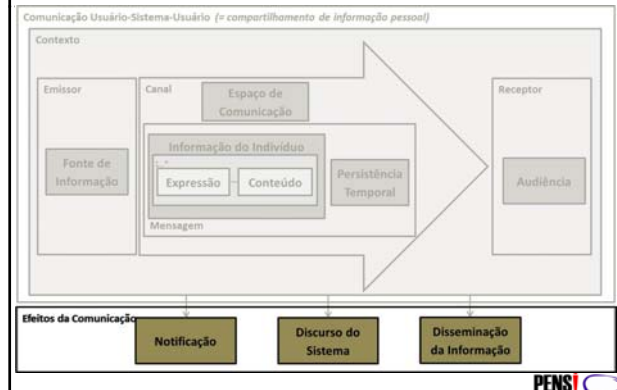 Comunicação Usuário-Sistema-Usuário (= compartilhamento de informação pessoal)
Contexto
Emissor
Canal
Espaço de
Comunicação
Receptor
Informação do Indivíduo
Fonte de
Informação
Expressão
Conteúdo
Persistência
Temporal
Audiência
Mensagem
Efeitos da Comunicação
Notificação
Discurso do
Sistema
Disseminação
da Informação
PENS!